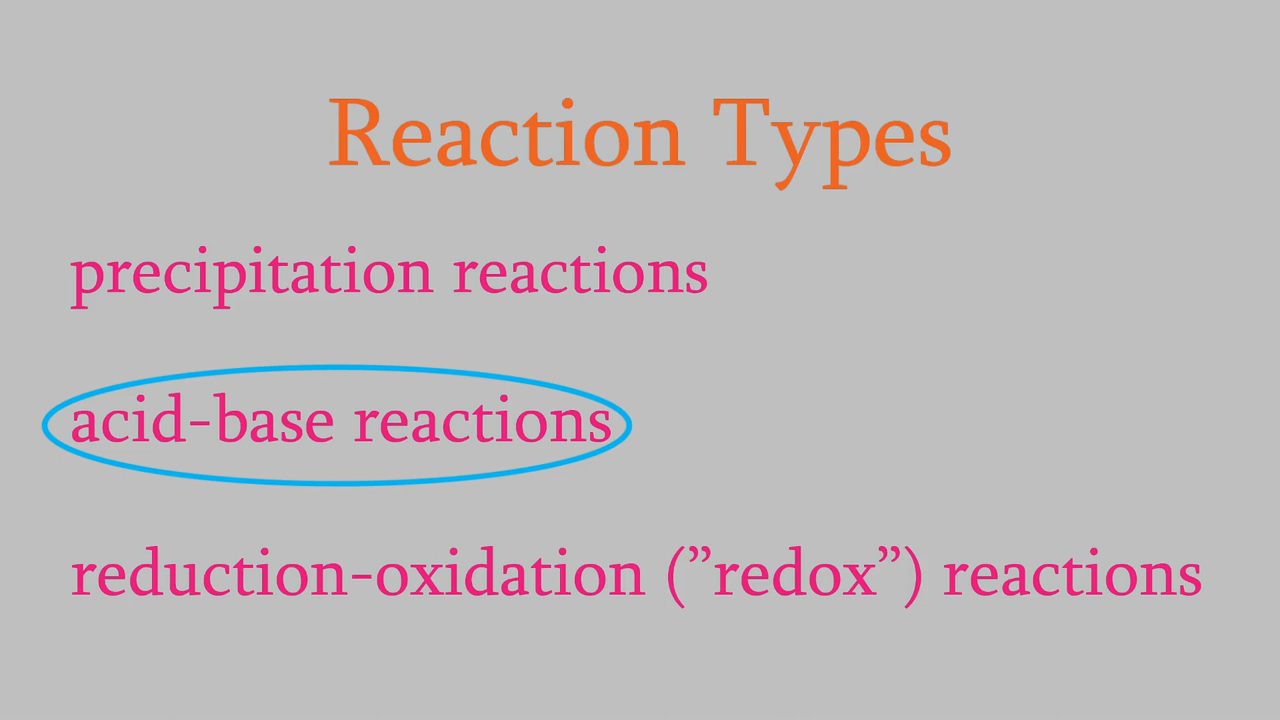 Reaction Types
precipitation reactions
acid-base reactions
reduction-oxidation (”redox”) reactions